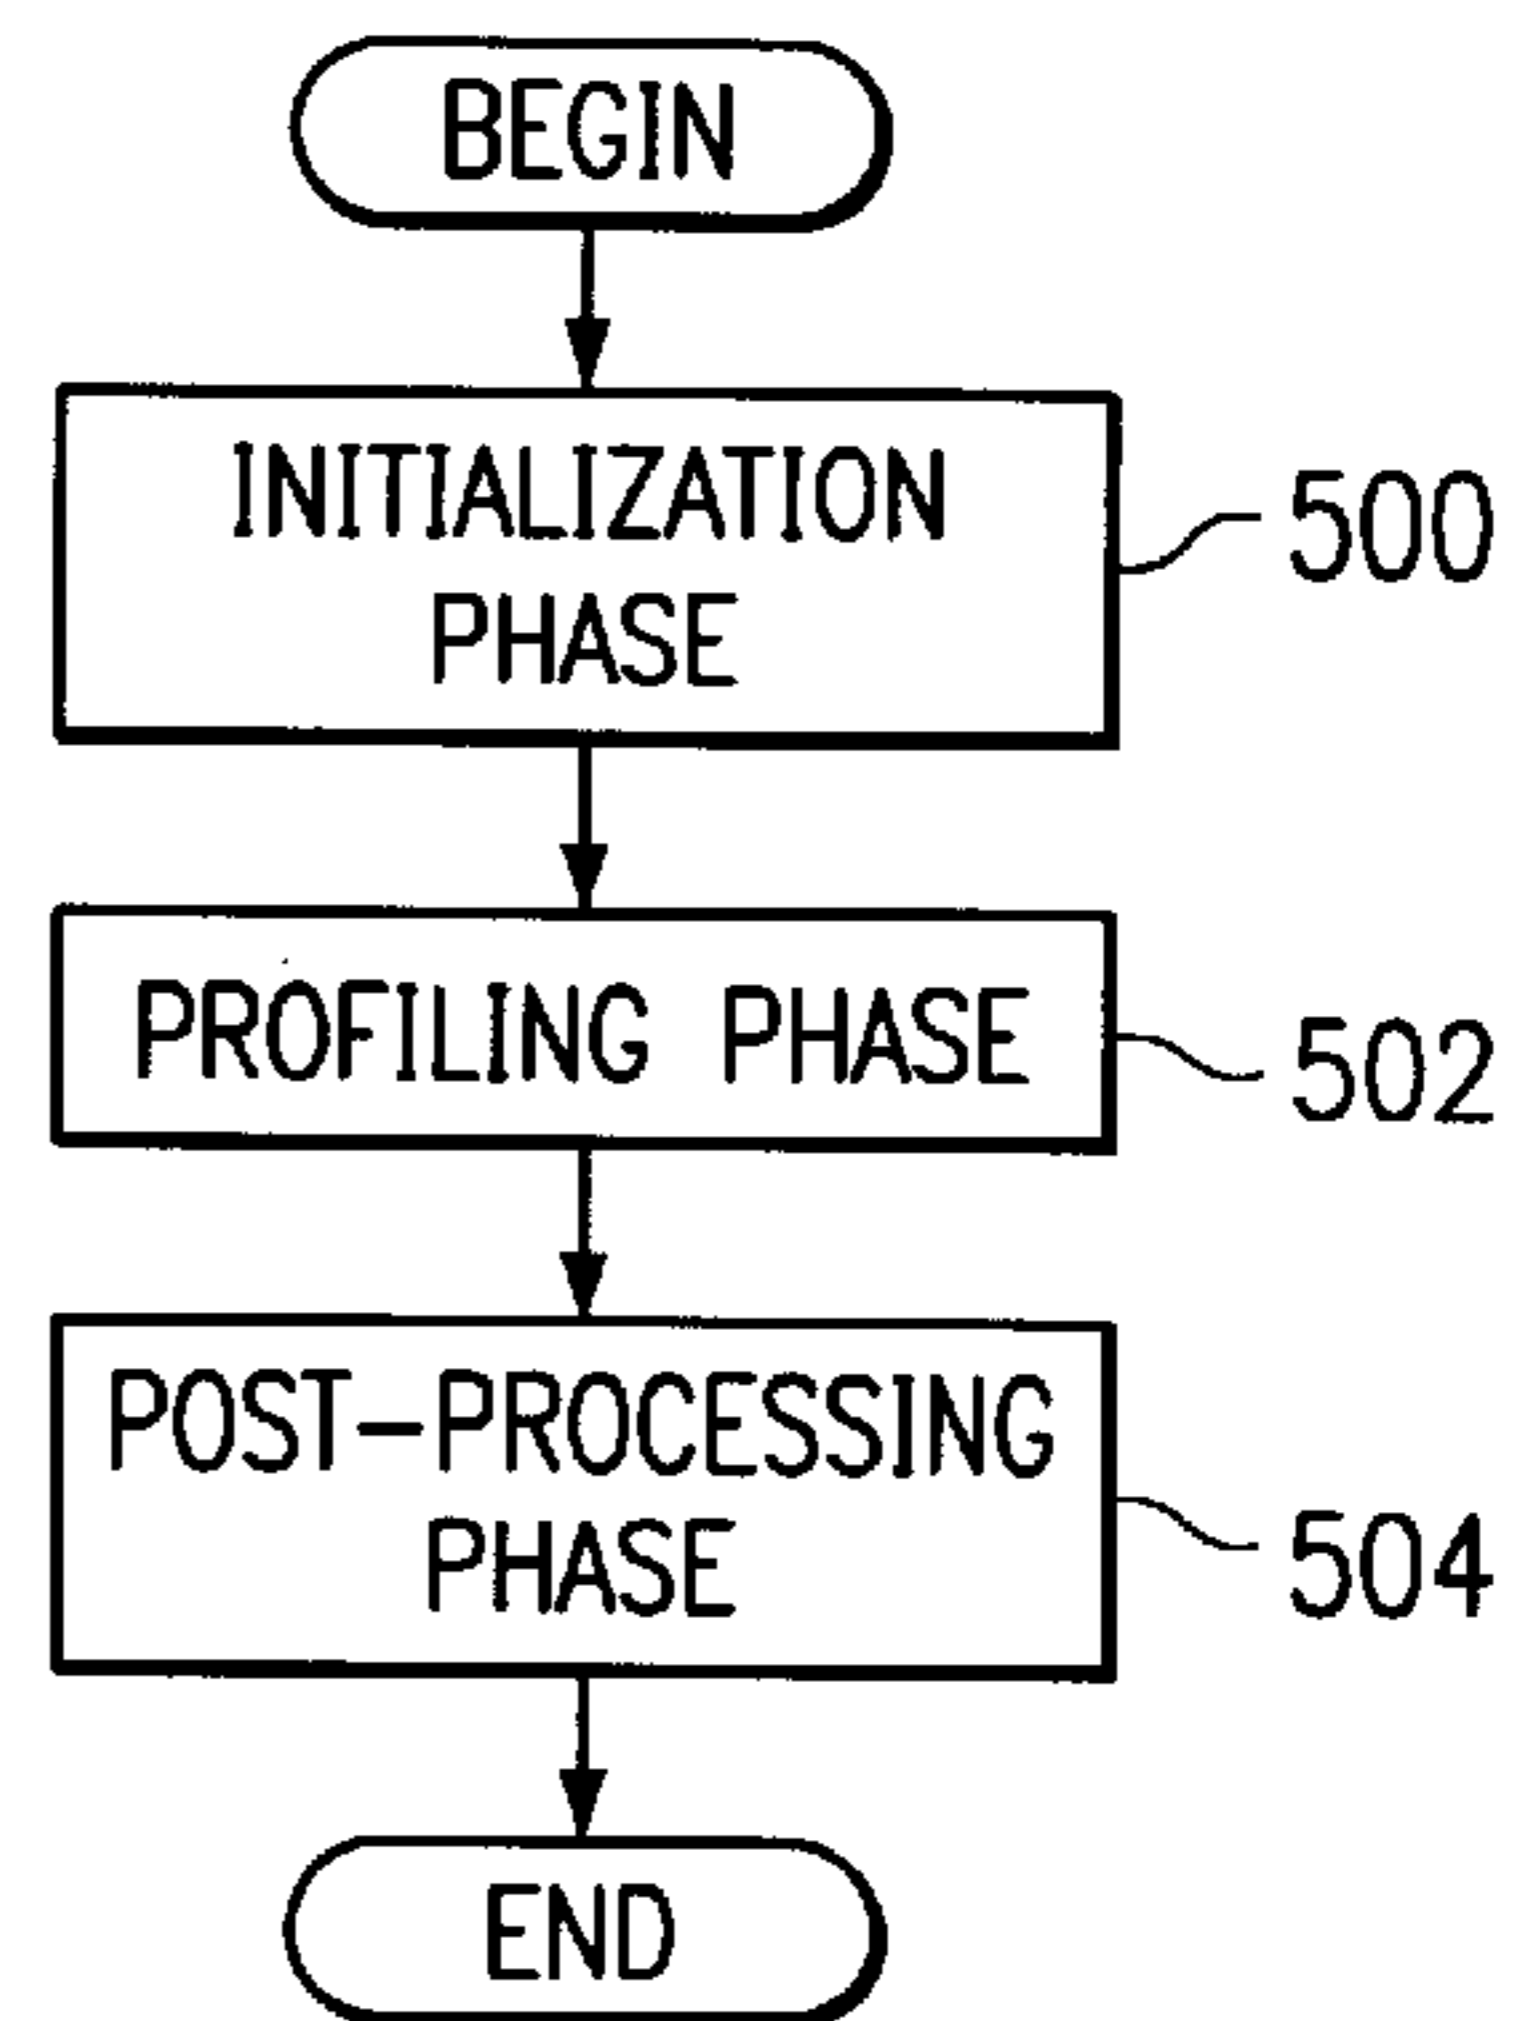 BEGIN
INITIALIZATION
PHASE
500
PROFILING PHASE
502
POST-PROCESSING
PHASE
504
END